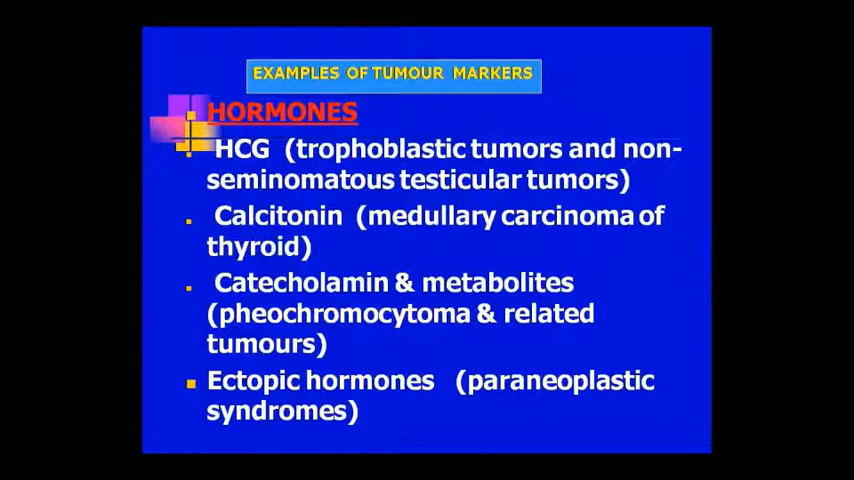 EXAMPLES OF TUMOUR MARKERS
HORMONES
HCG (trophoblastic tumors and non-
seminomatous testicular tumors)
Calcitonin (medullary carcinoma of
thyroid)
Catecholamin & metabolites
(pheochromocytoma & related
tumours)
Ectopic hormones (paraneoplastic
syndromes)